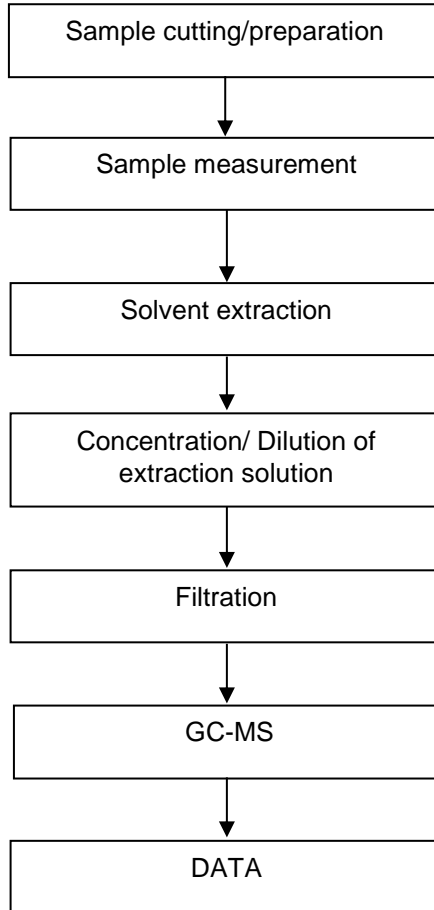 Sample cutting/preparation
Sample measurement
Solvent extraction
Concentration/ Dilution of
extraction solution
Filtration
GC-MS
DATA